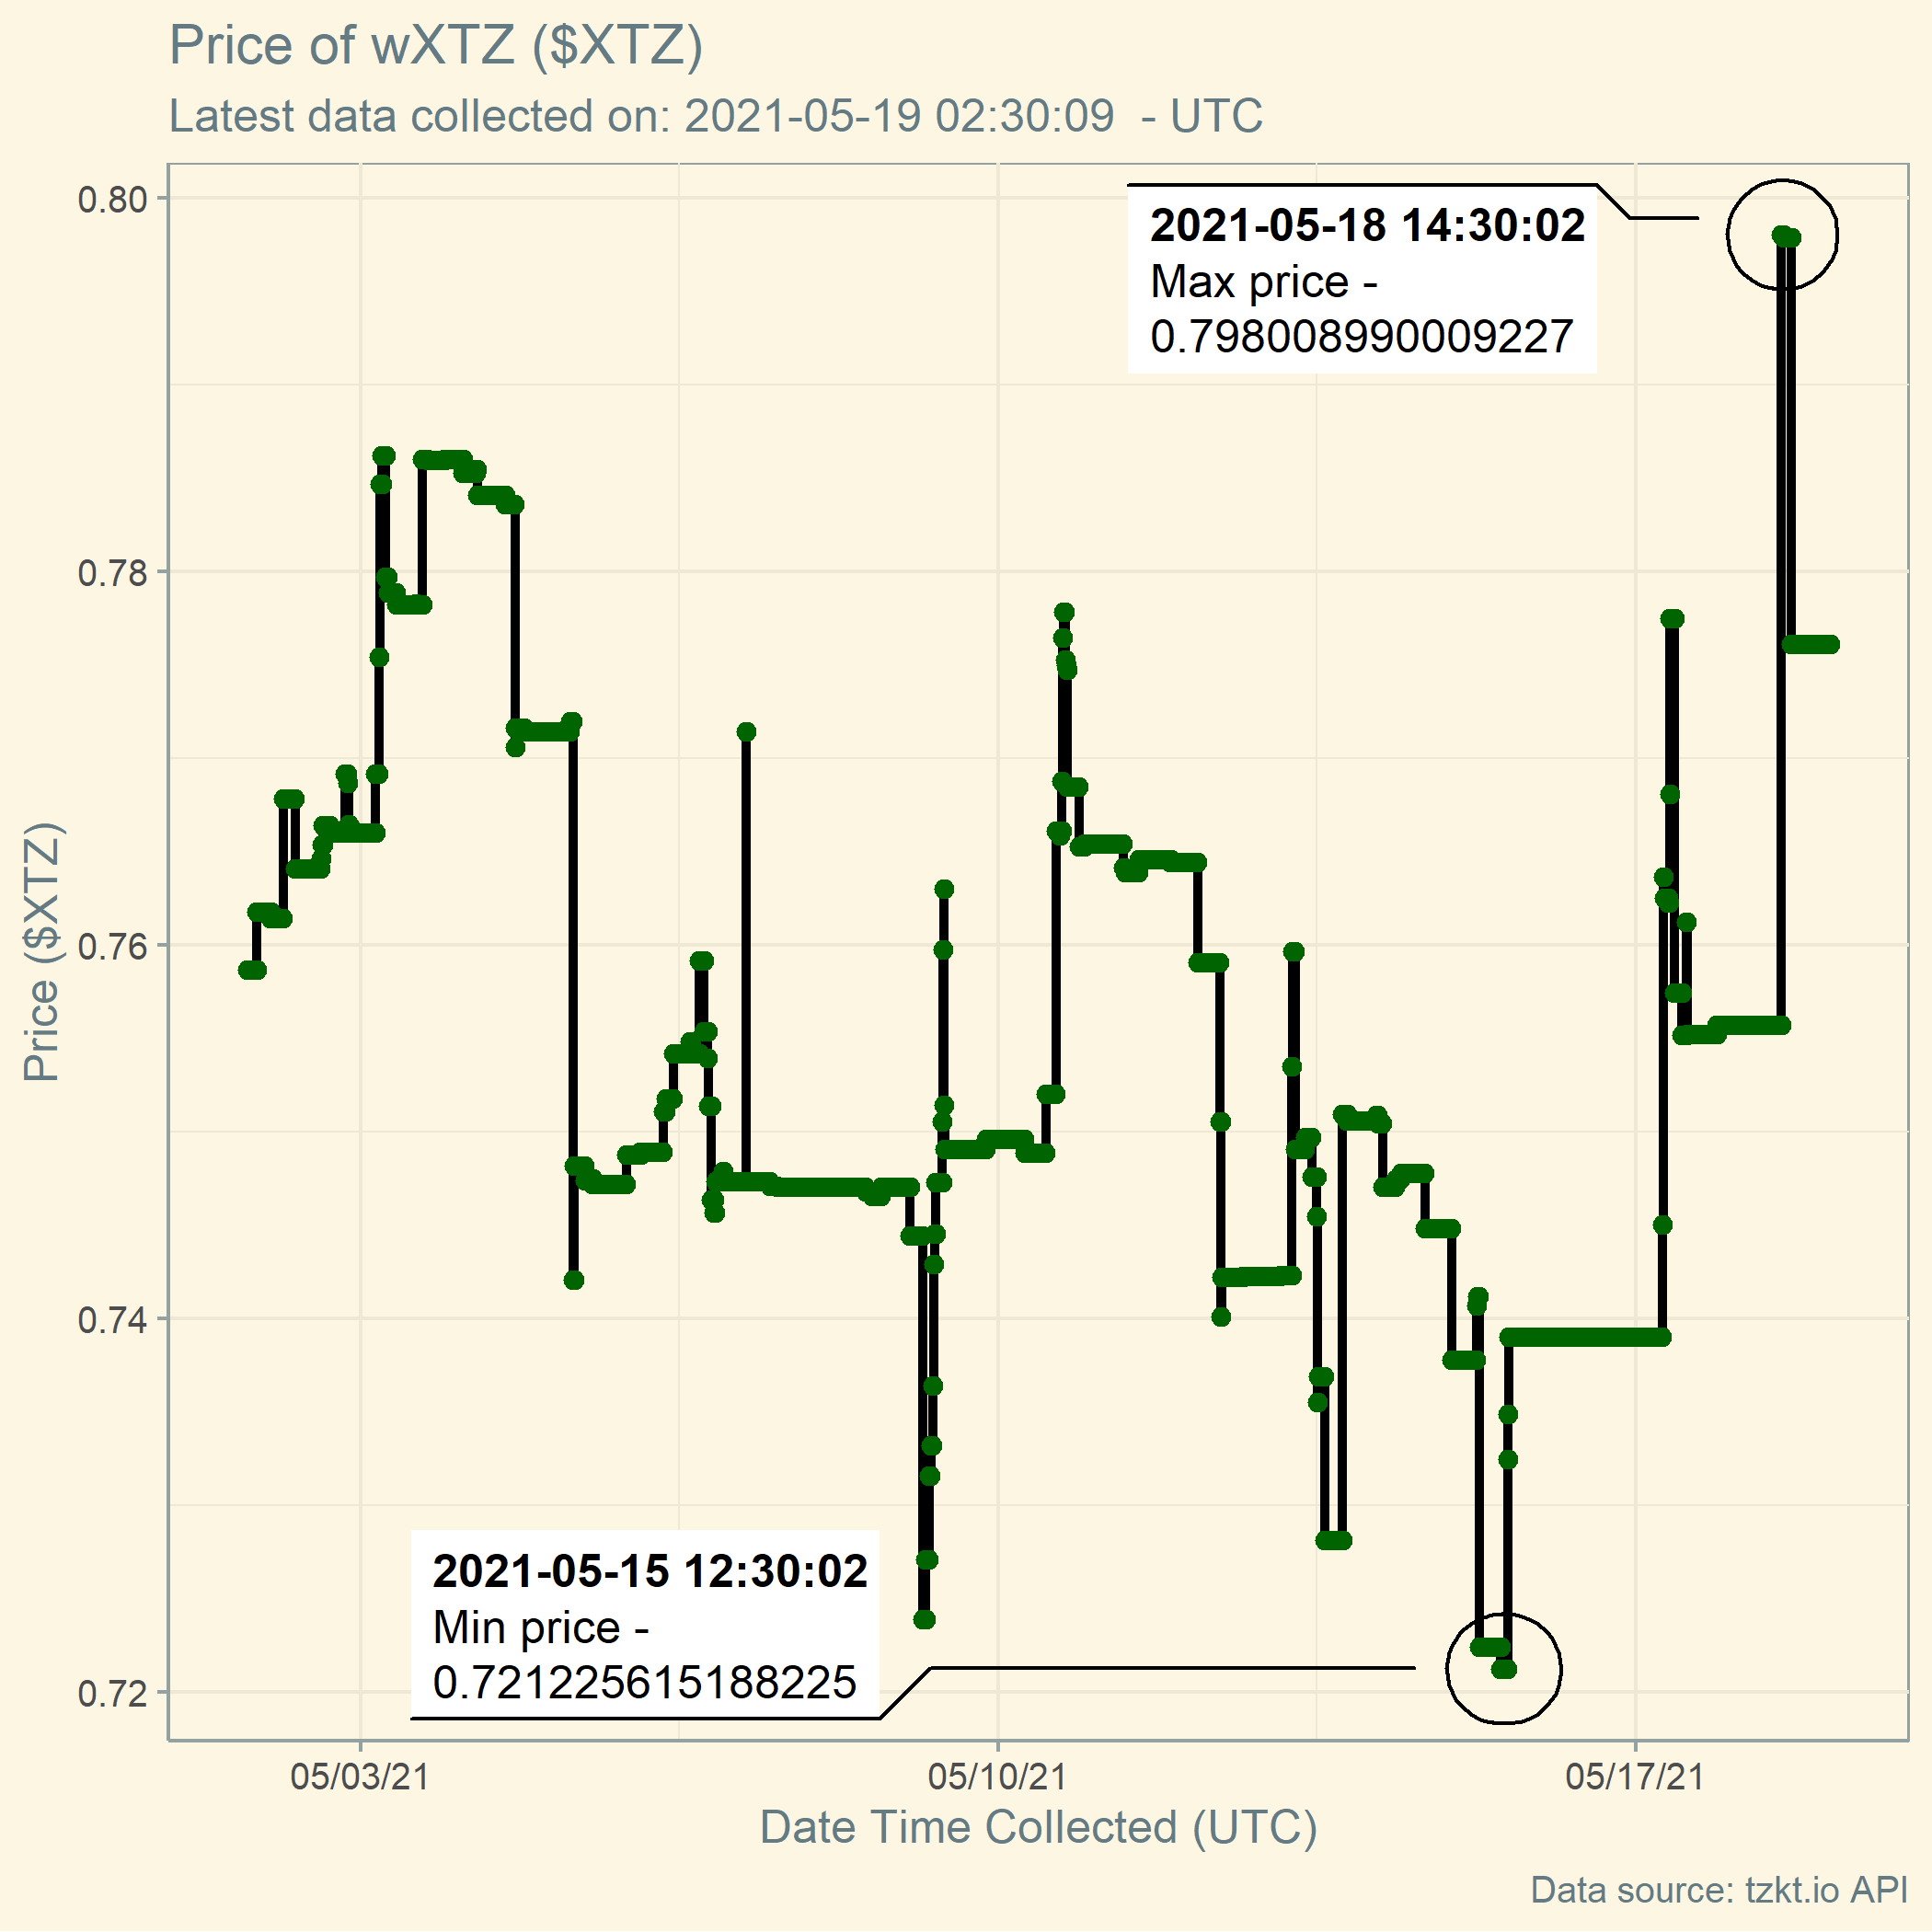 Price of wXTZ ($XTZ)
Latest data collected on: 2021-05-19 02:30:09  - UTC
0.80
0.78
0.76
0.74
0.72
Price ($XTZ)
2021-05-18 14:30:02
Max price -
0.798008990009227
2021-05-15 12:30:02
Min price -
0.721225615188225
05/03/21
05/10/21
05/17/21
Date Time Collected (UTC)
Data source: tzkt.io API